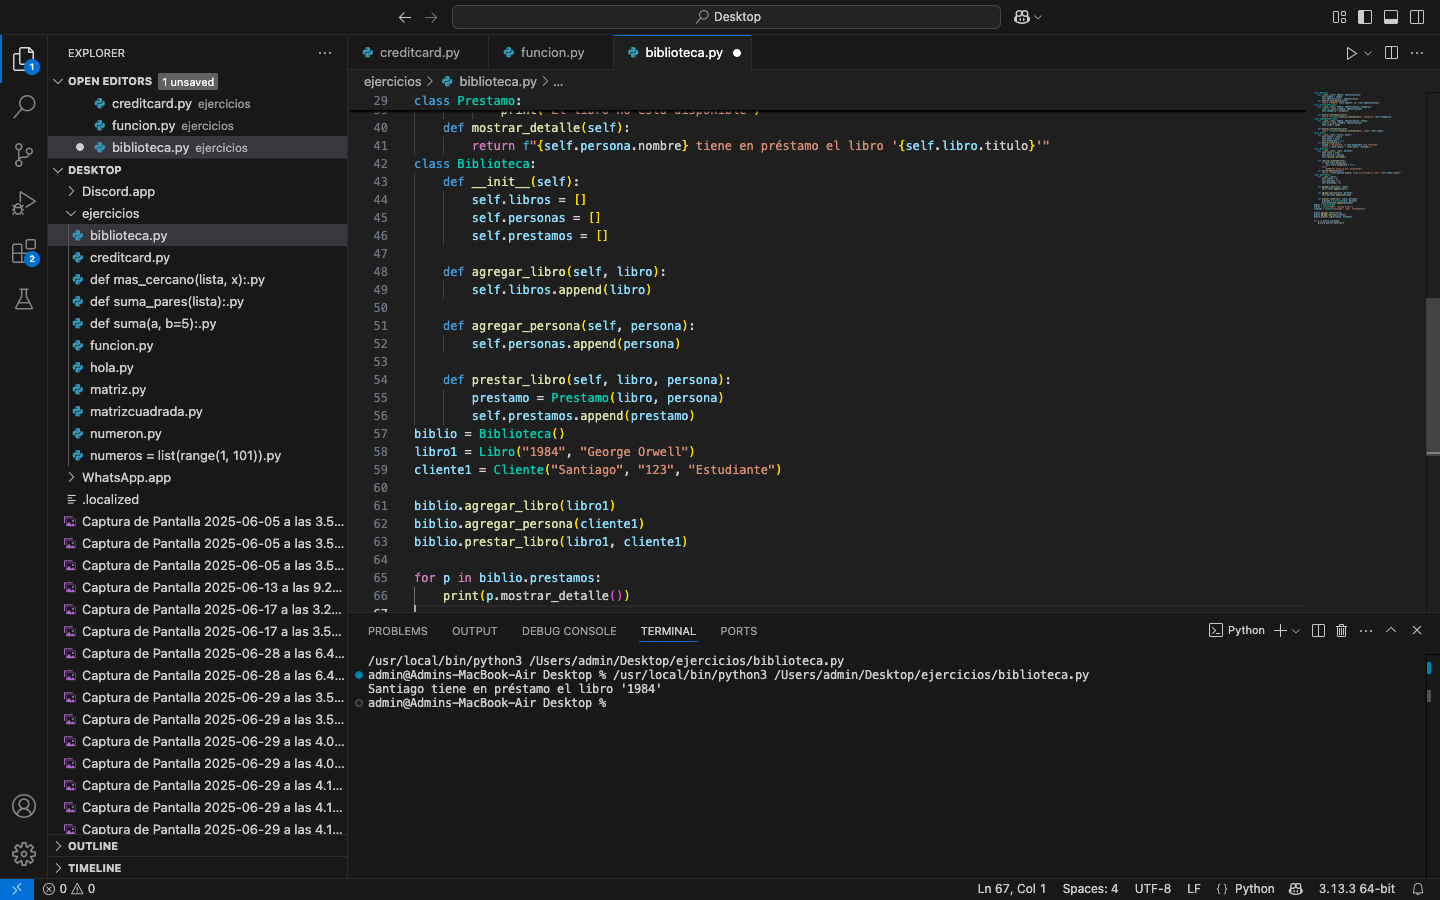 Desktop
EXPLORER
OPEN EDITORS 1 unsaved
creditcard.py ejercicios
funcion.py ejercicios
biblioteca.py ejercicios
DESKTOP
Discord.app
ejercicios
biblioteca.py
creditcard.py
def mas_cercano(lista, x):.py
def suma_pares(lista):.py
def suma(a, b=5):.py
funcion.py
hola.py
matriz.py
matrizcuadrada.py
numeron.py
numeros = list(range(1, 101)).py
WhatsApp.app
.localized
Captura de Pantalla 2025-06-05 a las 3.5...
Captura de Pantalla 2025-06-05 a las 3.5...
Captura de Pantalla 2025-06-05 a las 3.5...
Captura de Pantalla 2025-06-13 a las 9.2...
Captura de Pantalla 2025-06-17 a las 3.2...
Captura de Pantalla 2025-06-17 a las 3.5...
Captura de Pantalla 2025-06-28 a las 6.4...
Captura de Pantalla 2025-06-28 a las 6.4...
Captura de Pantalla 2025-06-29 a las 3.5...
Captura de Pantalla 2025-06-29 a las 3.5...
Captura de Pantalla 2025-06-29 a las 4.0...
Captura de Pantalla 2025-06-29 a las 4.0...
Captura de Pantalla 2025-06-29 a las 4.1...
Captura de Pantalla 2025-06-29 a las 4.1...
Captura de Pantalla 2025-06-29 a las 4.1...
OUTLINE
TIMELINE
1
2
creditcard.py funcion.py biblioteca.py
ejercicios > biblioteca.py > ...
29 class Prestamo:
39 print("El libro no está disponible")
40 def mostrar_detalle(self):
41 return f"{self.persona.nombre} tiene en préstamo el libro '{self.libro.titulo}'"
42 class Biblioteca:
43 def __init__(self):
44 self.libros = []
45 self.personas = []
46 self.prestamos = []
47
48 def agregar_libro(self, libro):
49 self.libros.append(libro)
50
51 def agregar_persona(self, persona):
52 self.personas.append(persona)
53
54 def prestar_libro(self, libro, persona):
55 prestamo = Prestamo(libro, persona)
56 self.prestamos.append(prestamo)
57 biblio = Biblioteca()
58 libro1 = Libro("1984", "George Orwell")
59 cliente1 = Cliente("Santiago", "123", "Estudiante")
60
61 biblio.agregar_libro(libro1)
62 biblio.agregar_persona(cliente1)
63 biblio.prestar_libro(libro1, cliente1)
64
65 for p in biblio.prestamos:
66 print(p.mostrar_detalle())
67
PROBLEMS OUTPUT DEBUG CONSOLE TERMINAL PORTS
Python
/usr/local/bin/python3 /Users/admin/Desktop/ejercicios/biblioteca.py
admin@Admins-MacBook-Air Desktop % /usr/local/bin/python3 /Users/admin/Desktop/ejercicios/biblioteca.py
Santiago tiene en préstamo el libro '1984'
admin@Admins-MacBook-Air Desktop %
0 0
Ln 67, Col 1 Spaces: 4 UTF-8 LF {} Python 3.13.3 64-bit